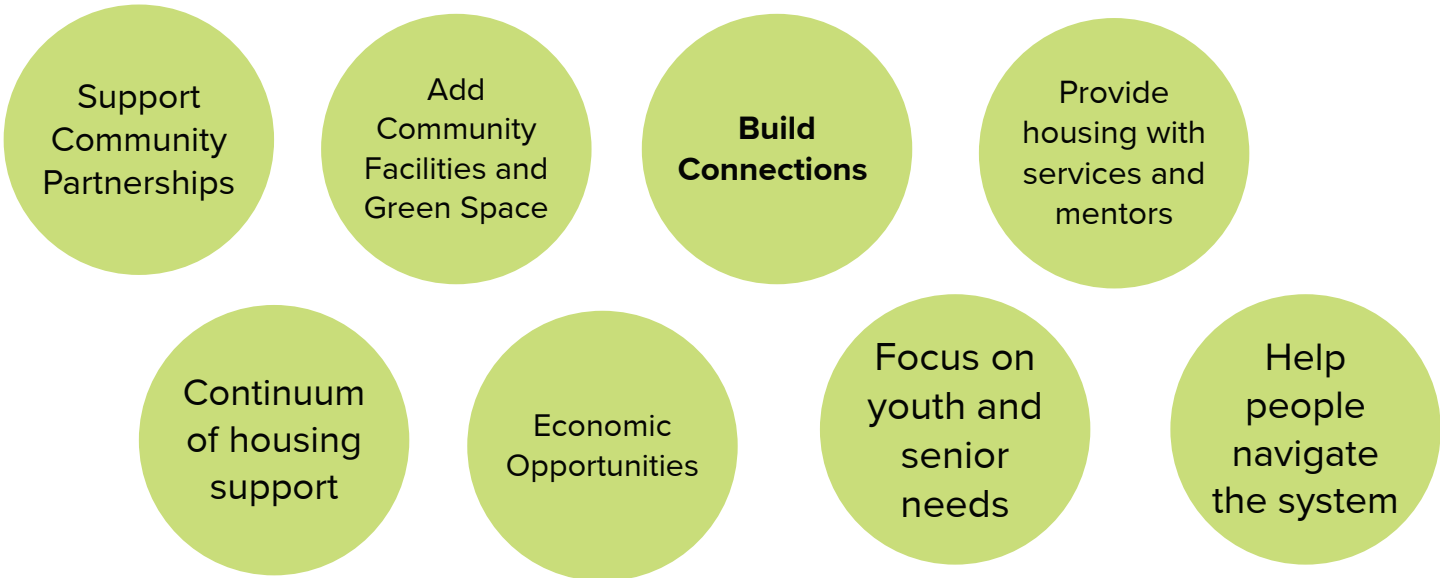 Support
Community
Partnerships
Add
Community
Facilities and
Green Space
Build
Connections
Provide
housing with
services and
mentors
Continuum
of housing
support
Economic
Opportunities
Focus on
youth and
senior
needs
Help
people
navigate
the system